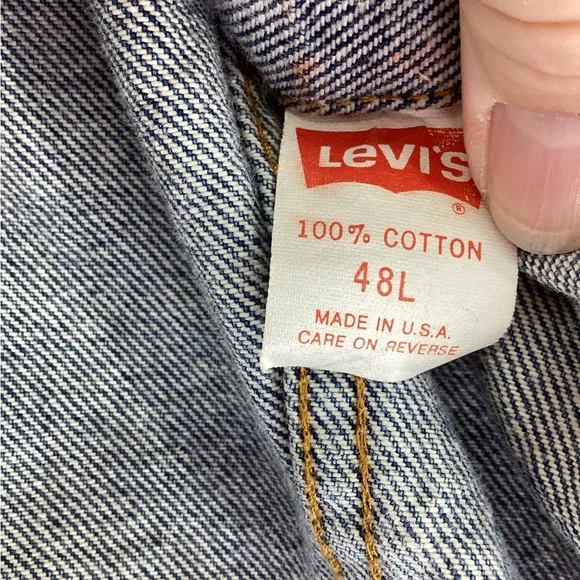 LeVI'S
®
100% COTTON
48L
MADE IN U.S.A.
CARE ON REVERSE